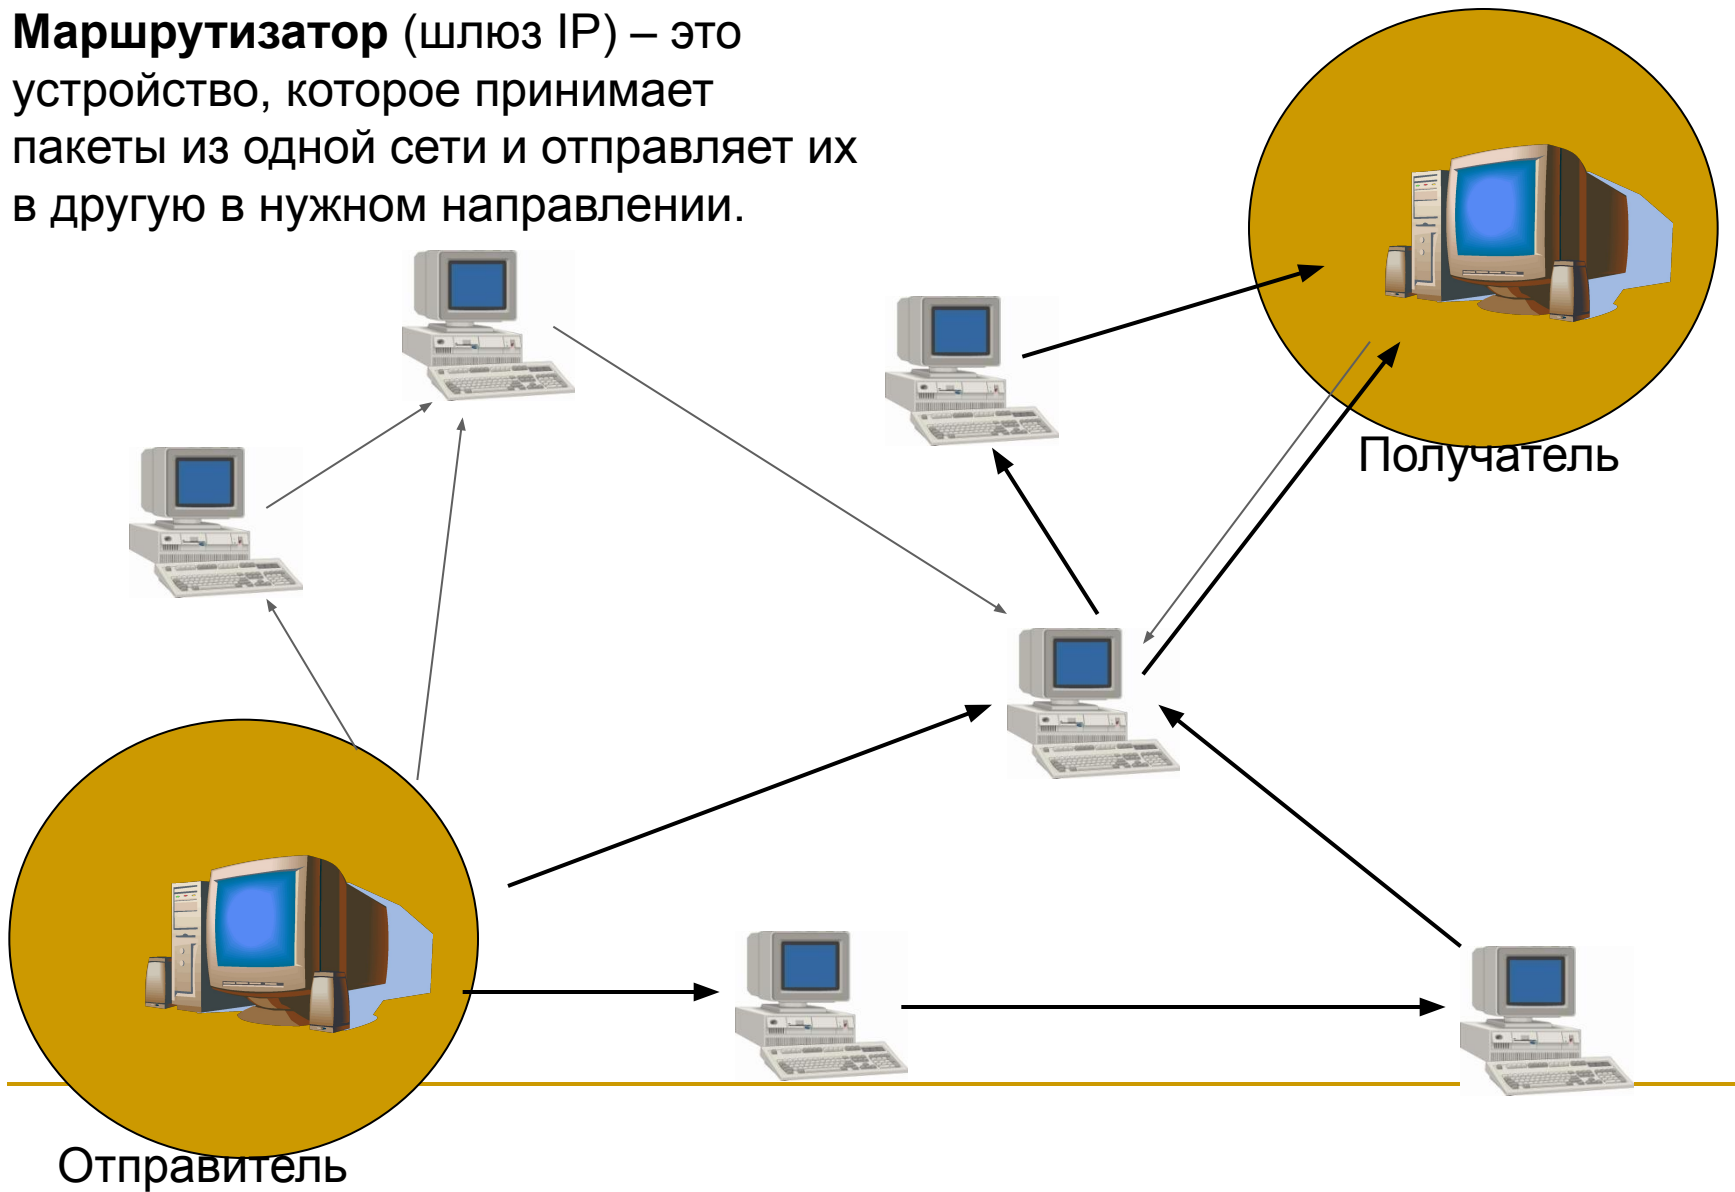 Маршрутизатор (шлюз IP) – это
устройство, которое принимает
пакеты из одной сети и отправляет их
в другую в нужном направлении.
Получатель
Отправитель